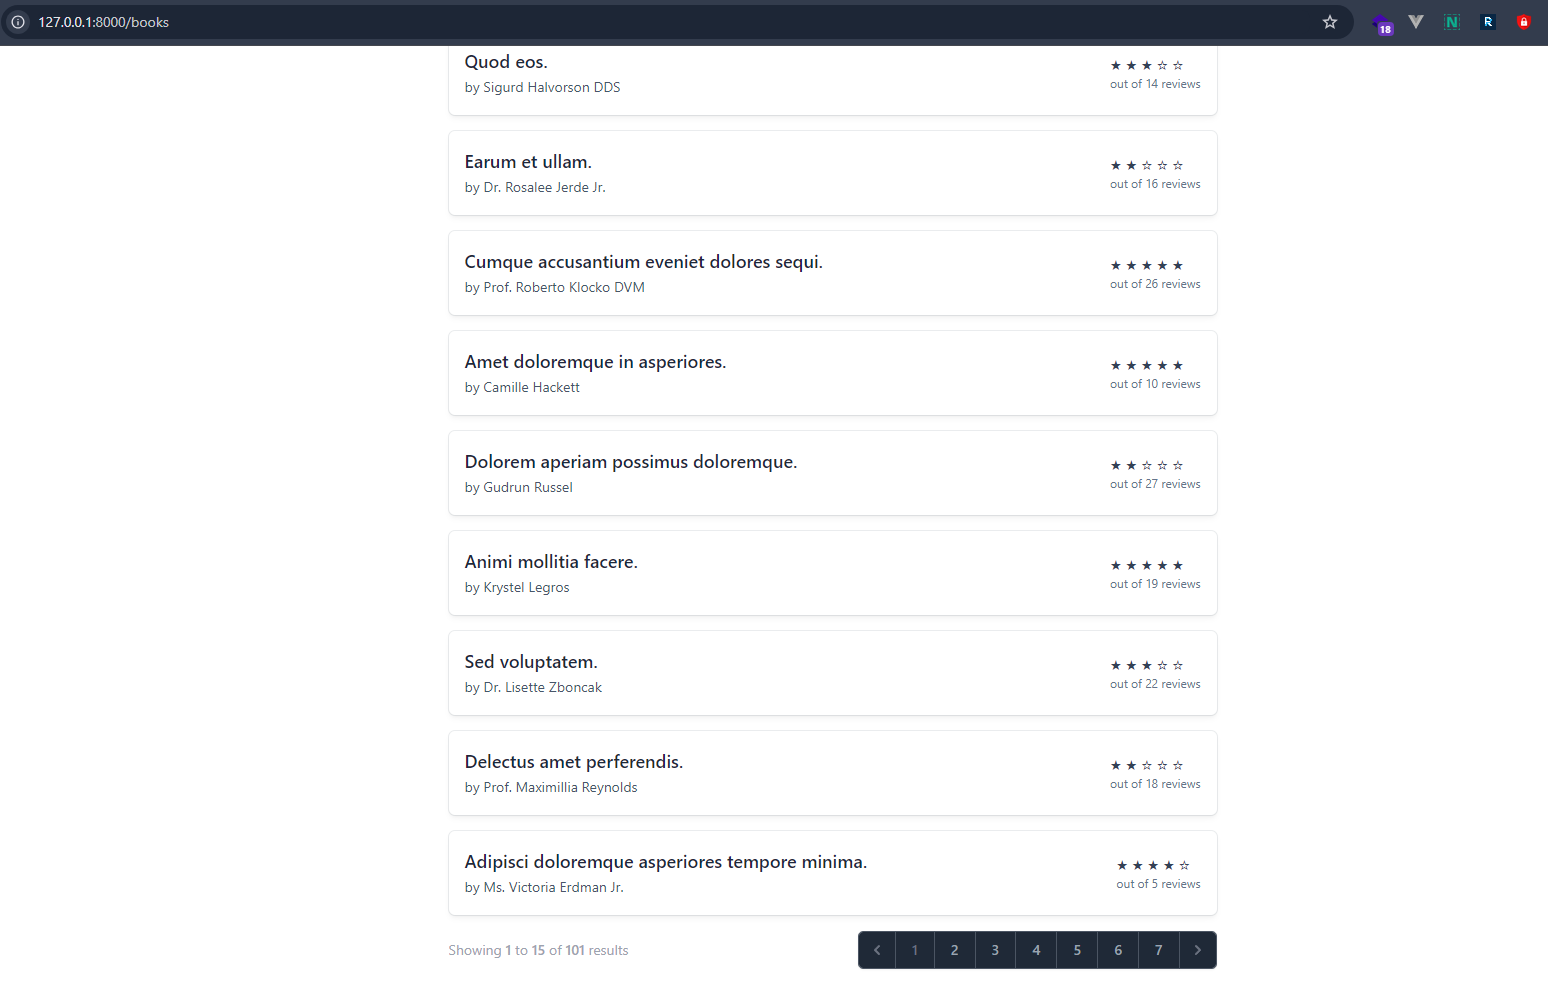 127.0.0.1:8000/books
18
N
R
Quod eos.
by Sigurd Halvorson DDS
★ ★ ★ ☆ ☆
out of 14 reviews
Earum et ullam.
by Dr. Rosalee Jerde Jr.
★ ★ ☆ ☆ ☆
out of 16 reviews
Cumque accusantium eveniet dolores sequi.
by Prof. Roberto Klocko DVM
★ ★ ★ ★ ★
out of 26 reviews
Amet doloremque in asperiores.
by Camille Hackett
★ ★ ★ ★ ★
out of 10 reviews
Dolorem aperiam possimus doloremque.
by Gudrun Russel
★ ★ ☆ ☆ ☆
out of 27 reviews
Animi mollitia facere.
by Krystel Legros
★ ★ ★ ★ ★
out of 19 reviews
Sed voluptatem.
by Dr. Lisette Zboncak
★ ★ ★ ☆ ☆
out of 22 reviews
Delectus amet perferendis.
by Prof. Maximillia Reynolds
★ ★ ☆ ☆ ☆
out of 18 reviews
Adipisci doloremque asperiores tempore minima.
by Ms. Victoria Erdman Jr.
★ ★ ★ ★ ☆
out of 5 reviews
Showing 1 to 15 of 101 results
1 2 3 4 5 6 7